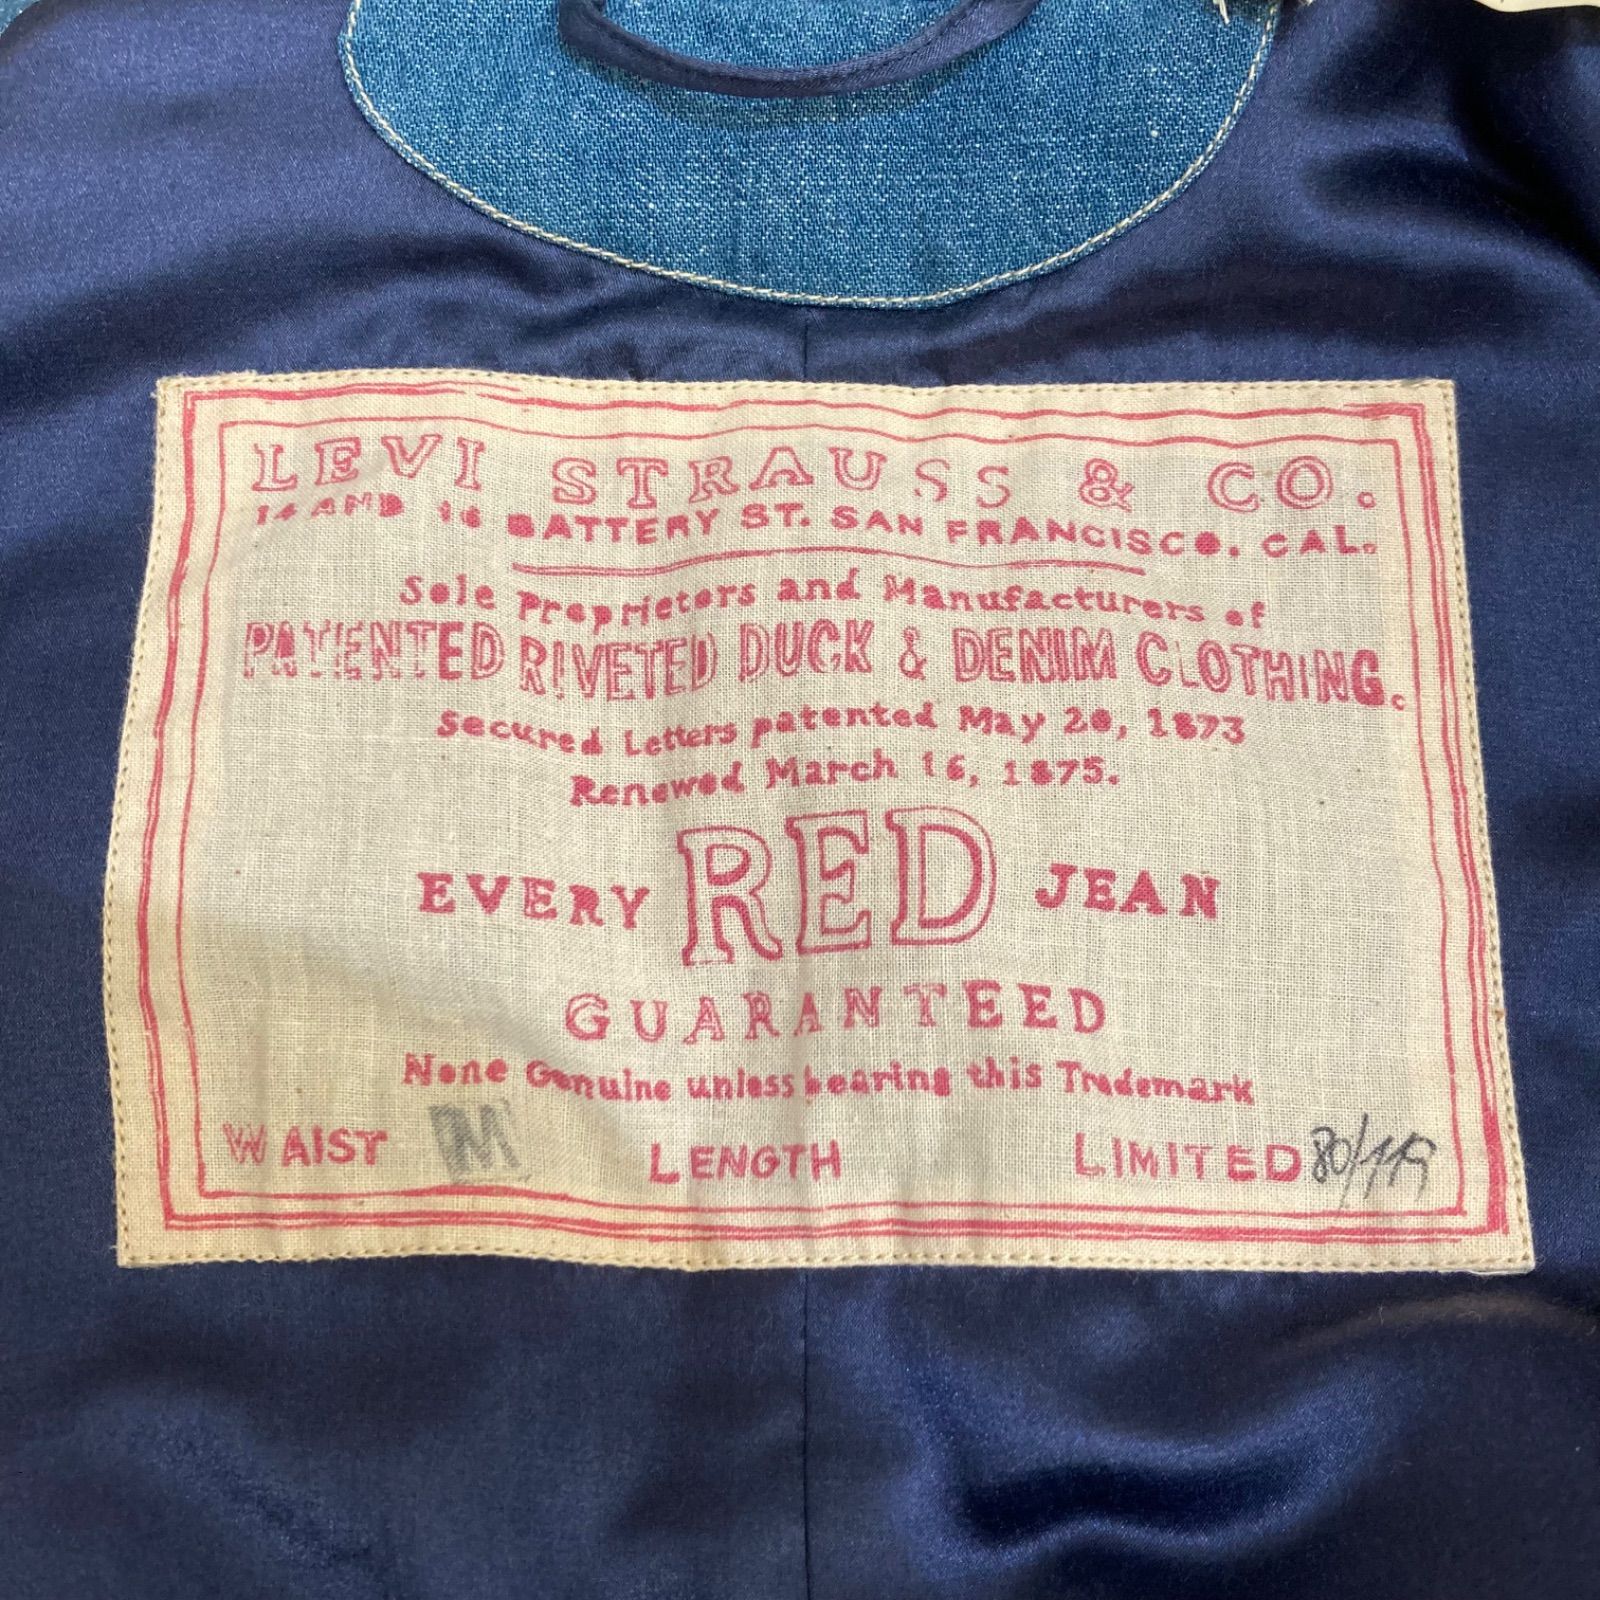 LEVI STRAUSS & CO.
14 AND 16 BATTERY ST. SAN FRANCISCO. CAL.
Sole Proprietors and Manufacturers of
PATENTED RIVETED DUCK & DENIM CLOTHING.
Secured Letters patented May 20, 1873
Renewed March 16, 1875.
EVERY RED JEAN
GUARANTEED
None Genuine unless bearing this Trademark
WAIST M LENGTH LIMITED 80/119